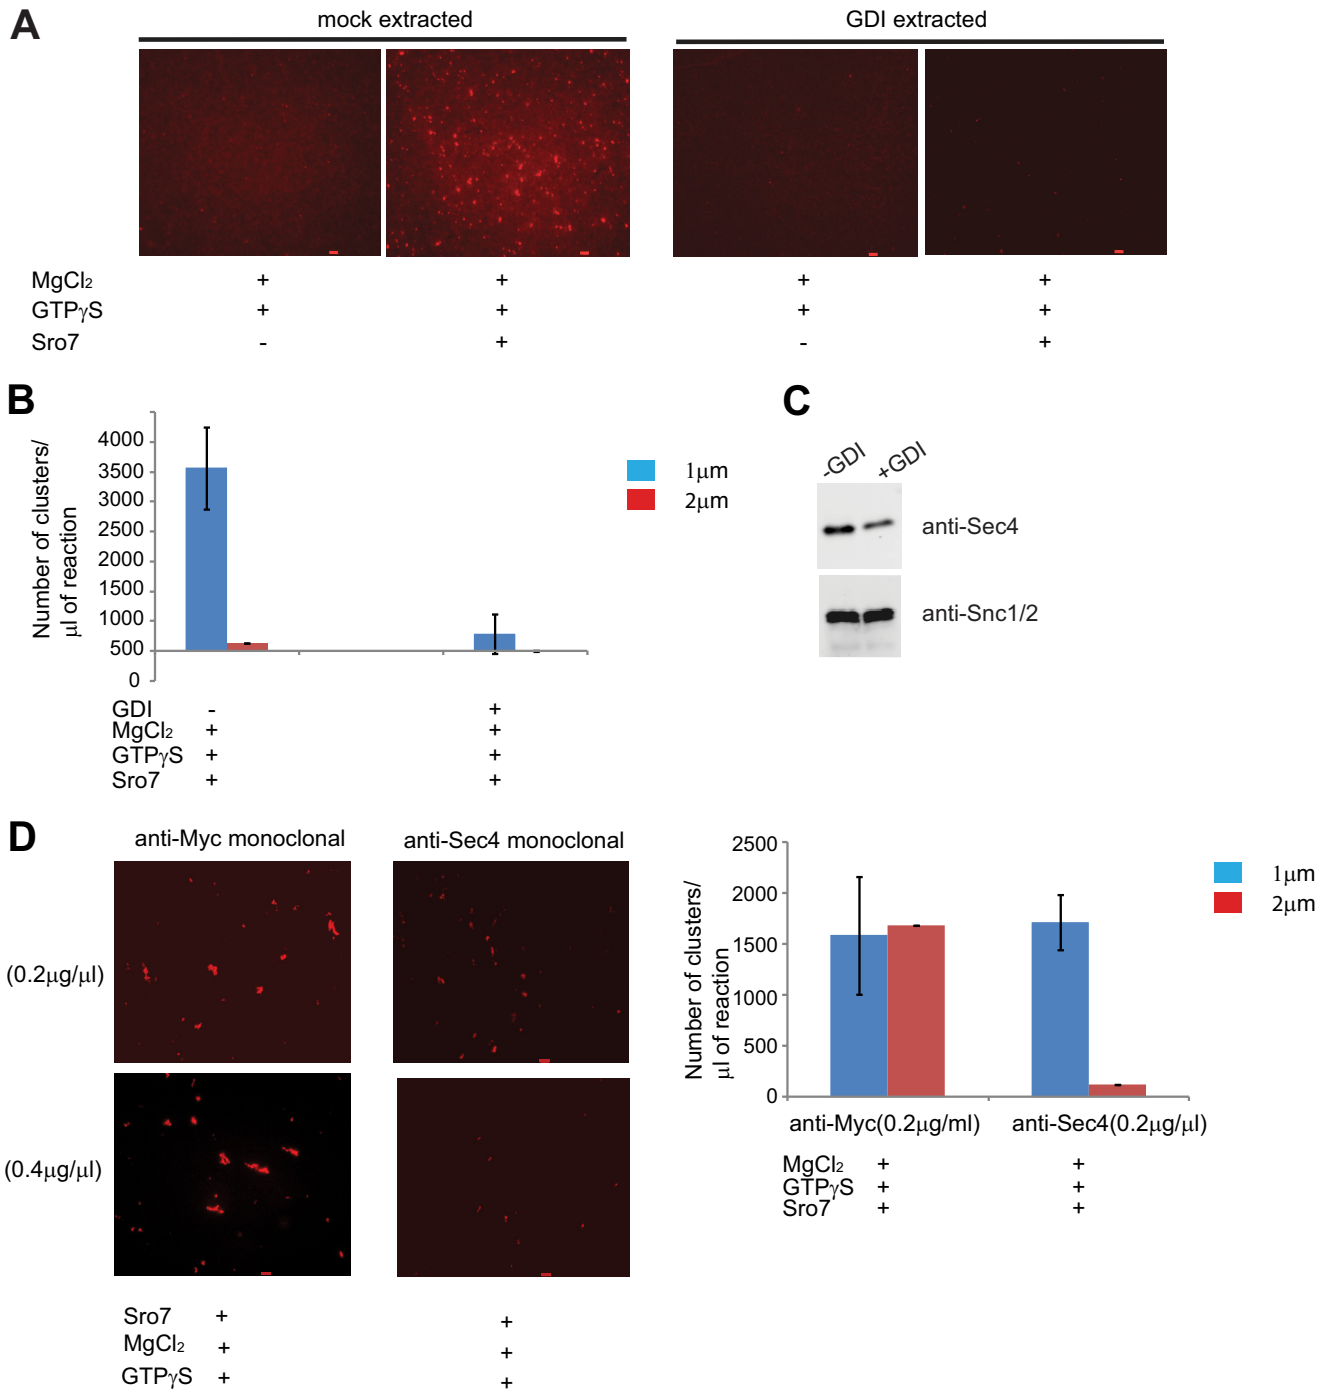 A
mock extracted
GDI extracted
MgCl2 + + + +
GTPγS + + + +
Sro7 - + - +
B
Number of clusters/
μl of reaction
4000
3500
3000
2500
2000
1500
1000
500
0
1μm
2μm
GDI - +
MgCl2 + +
GTPγS + +
Sro7 + +
C
-GDI +GDI
anti-Sec4
anti-Snc1/2
D
anti-Myc monoclonal
anti-Sec4 monoclonal
(0.2μg/μl)
(0.4μg/μl)
Sro7 + +
MgCl2 + +
GTPγS + +
Number of clusters/
μl of reaction
2500
2000
1500
1000
500
0
1μm
2μm
anti-Myc(0.2μg/ml)
anti-Sec4(0.2μg/μl)
MgCl2 + +
GTPγS + +
Sro7 + +